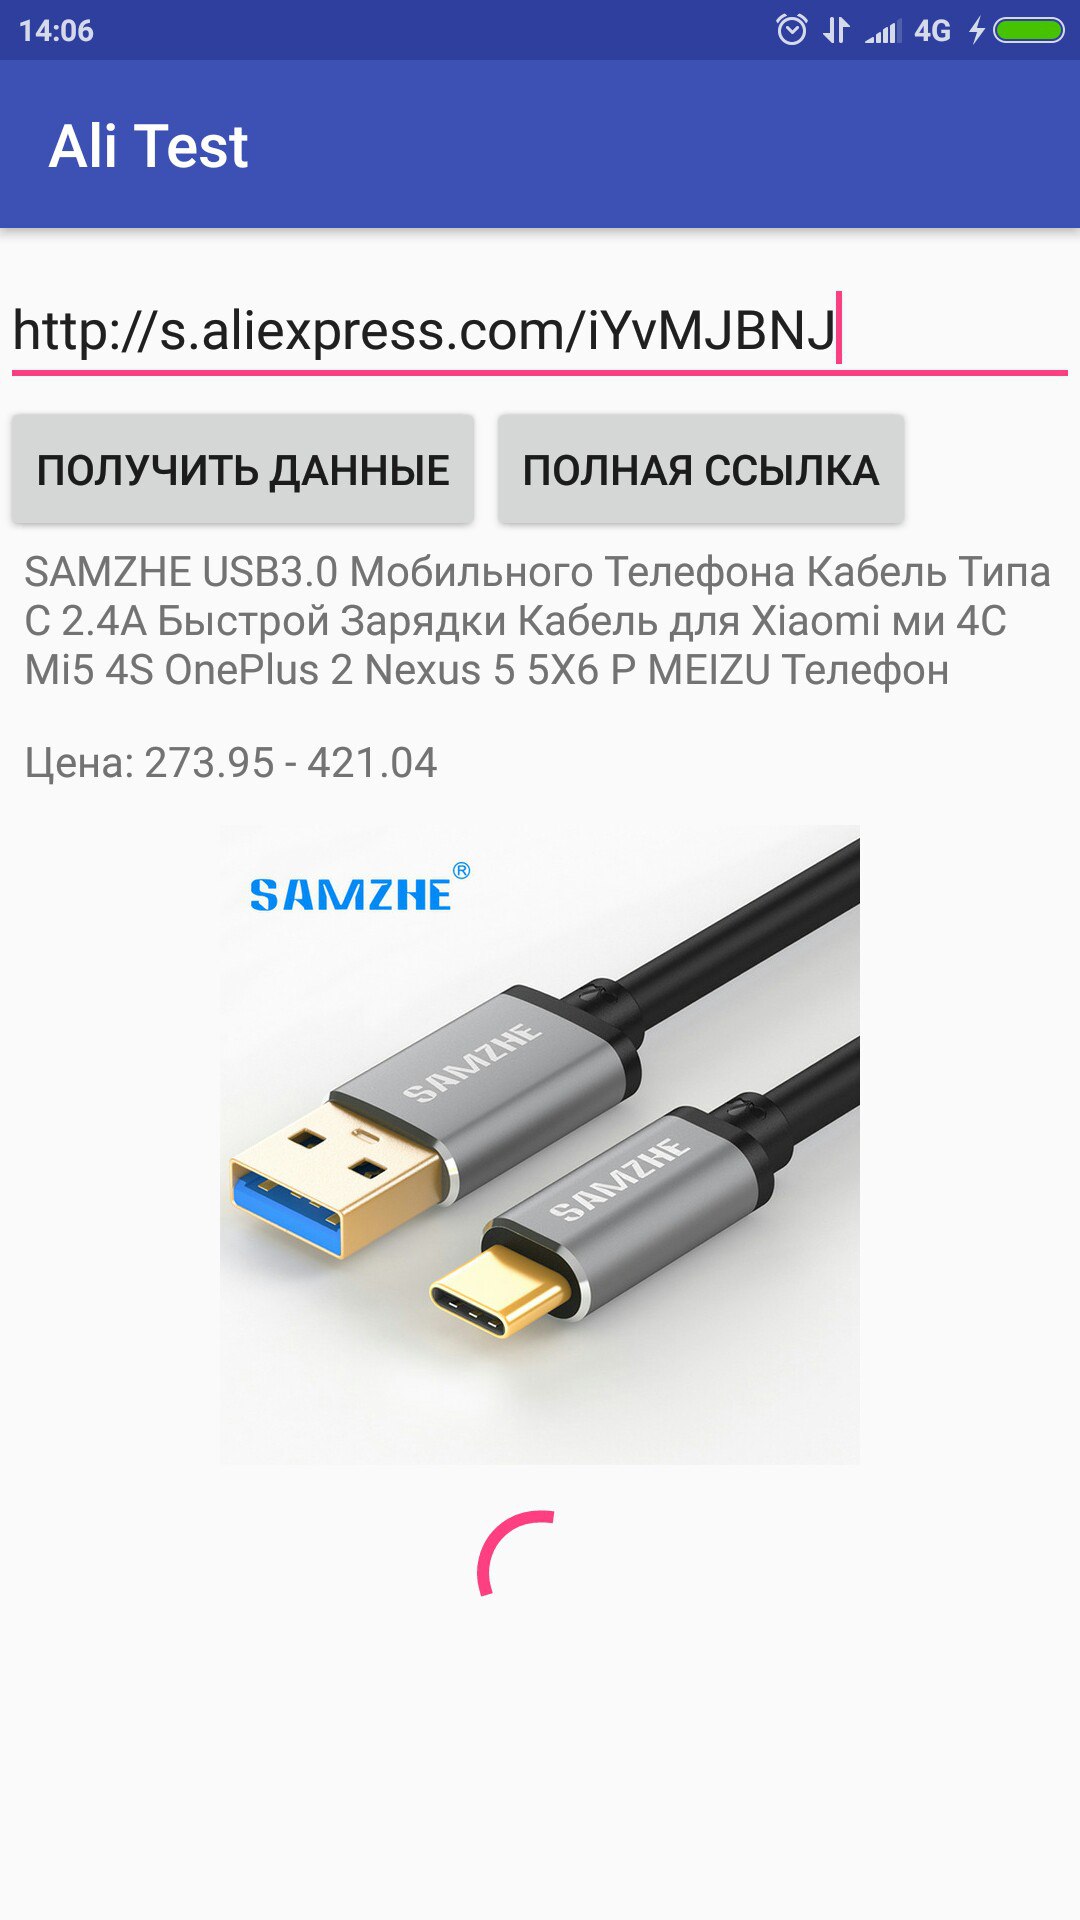 14:06
4G
Ali Test
http://s.aliexpress.com/iYvMJBNJ
ПОЛУЧИТЬ ДАННЫЕ
ПОЛНАЯ ССЫЛКА
SAMZHE USB3.0 Мобильного Телефона Кабель Типа
C 2.4A Быстрой Зарядки Кабель для Xiaomi ми 4C
Mi5 4S OnePlus 2 Nexus 5 5X6 P MEIZU Телефон
Цена: 273.95 - 421.04
SAMZHE®
SAMZHE
SAMZHE